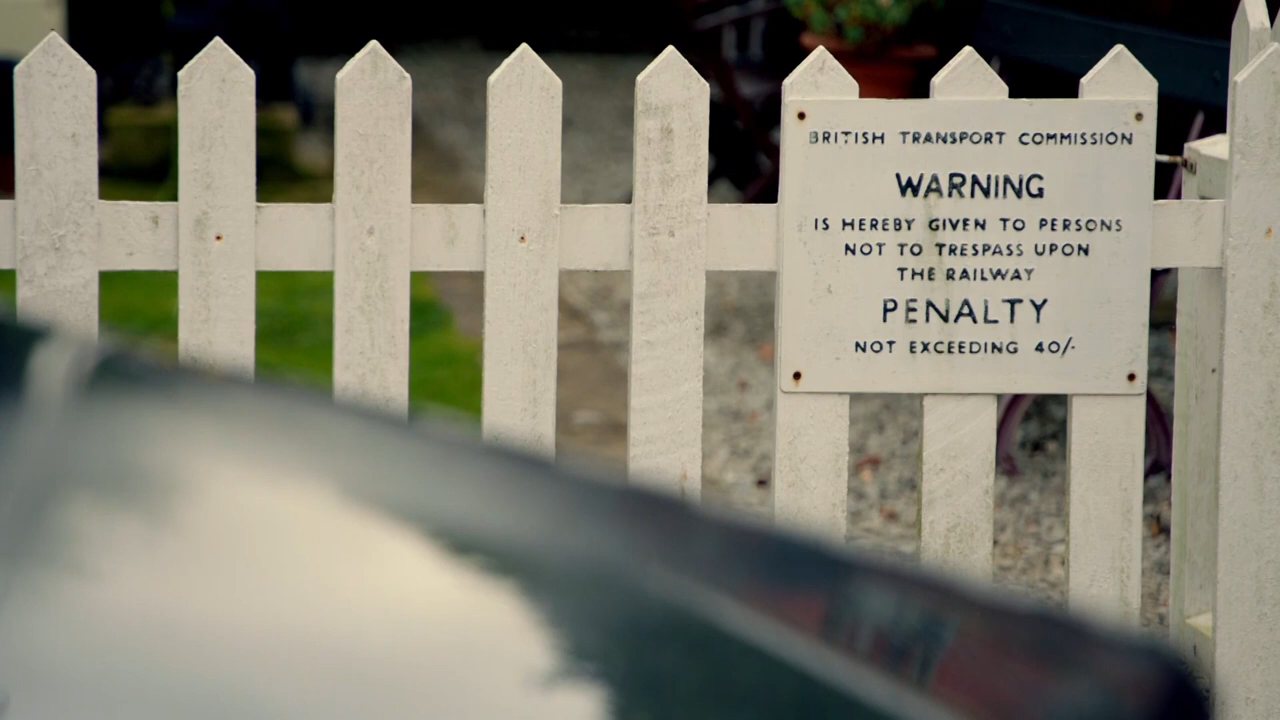 BRITISH TRANSPORT COMMISSION
WARNING
IS HEREBY GIVEN TO PERSONS
NOT TO TRESPASS UPON
THE RAILWAY
PENALTY
NOT EXCEEDING 40/-